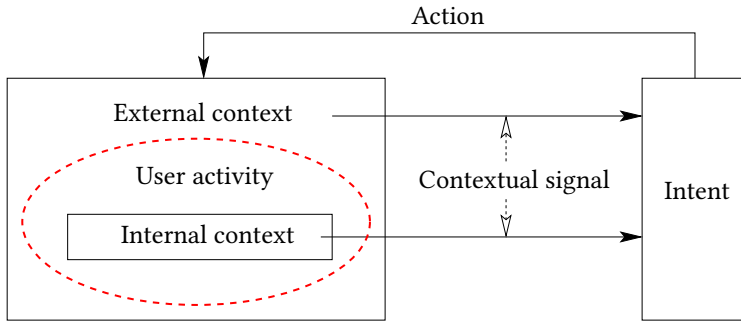 Action
External context
User activity
Contextual signal
Intent
Internal context